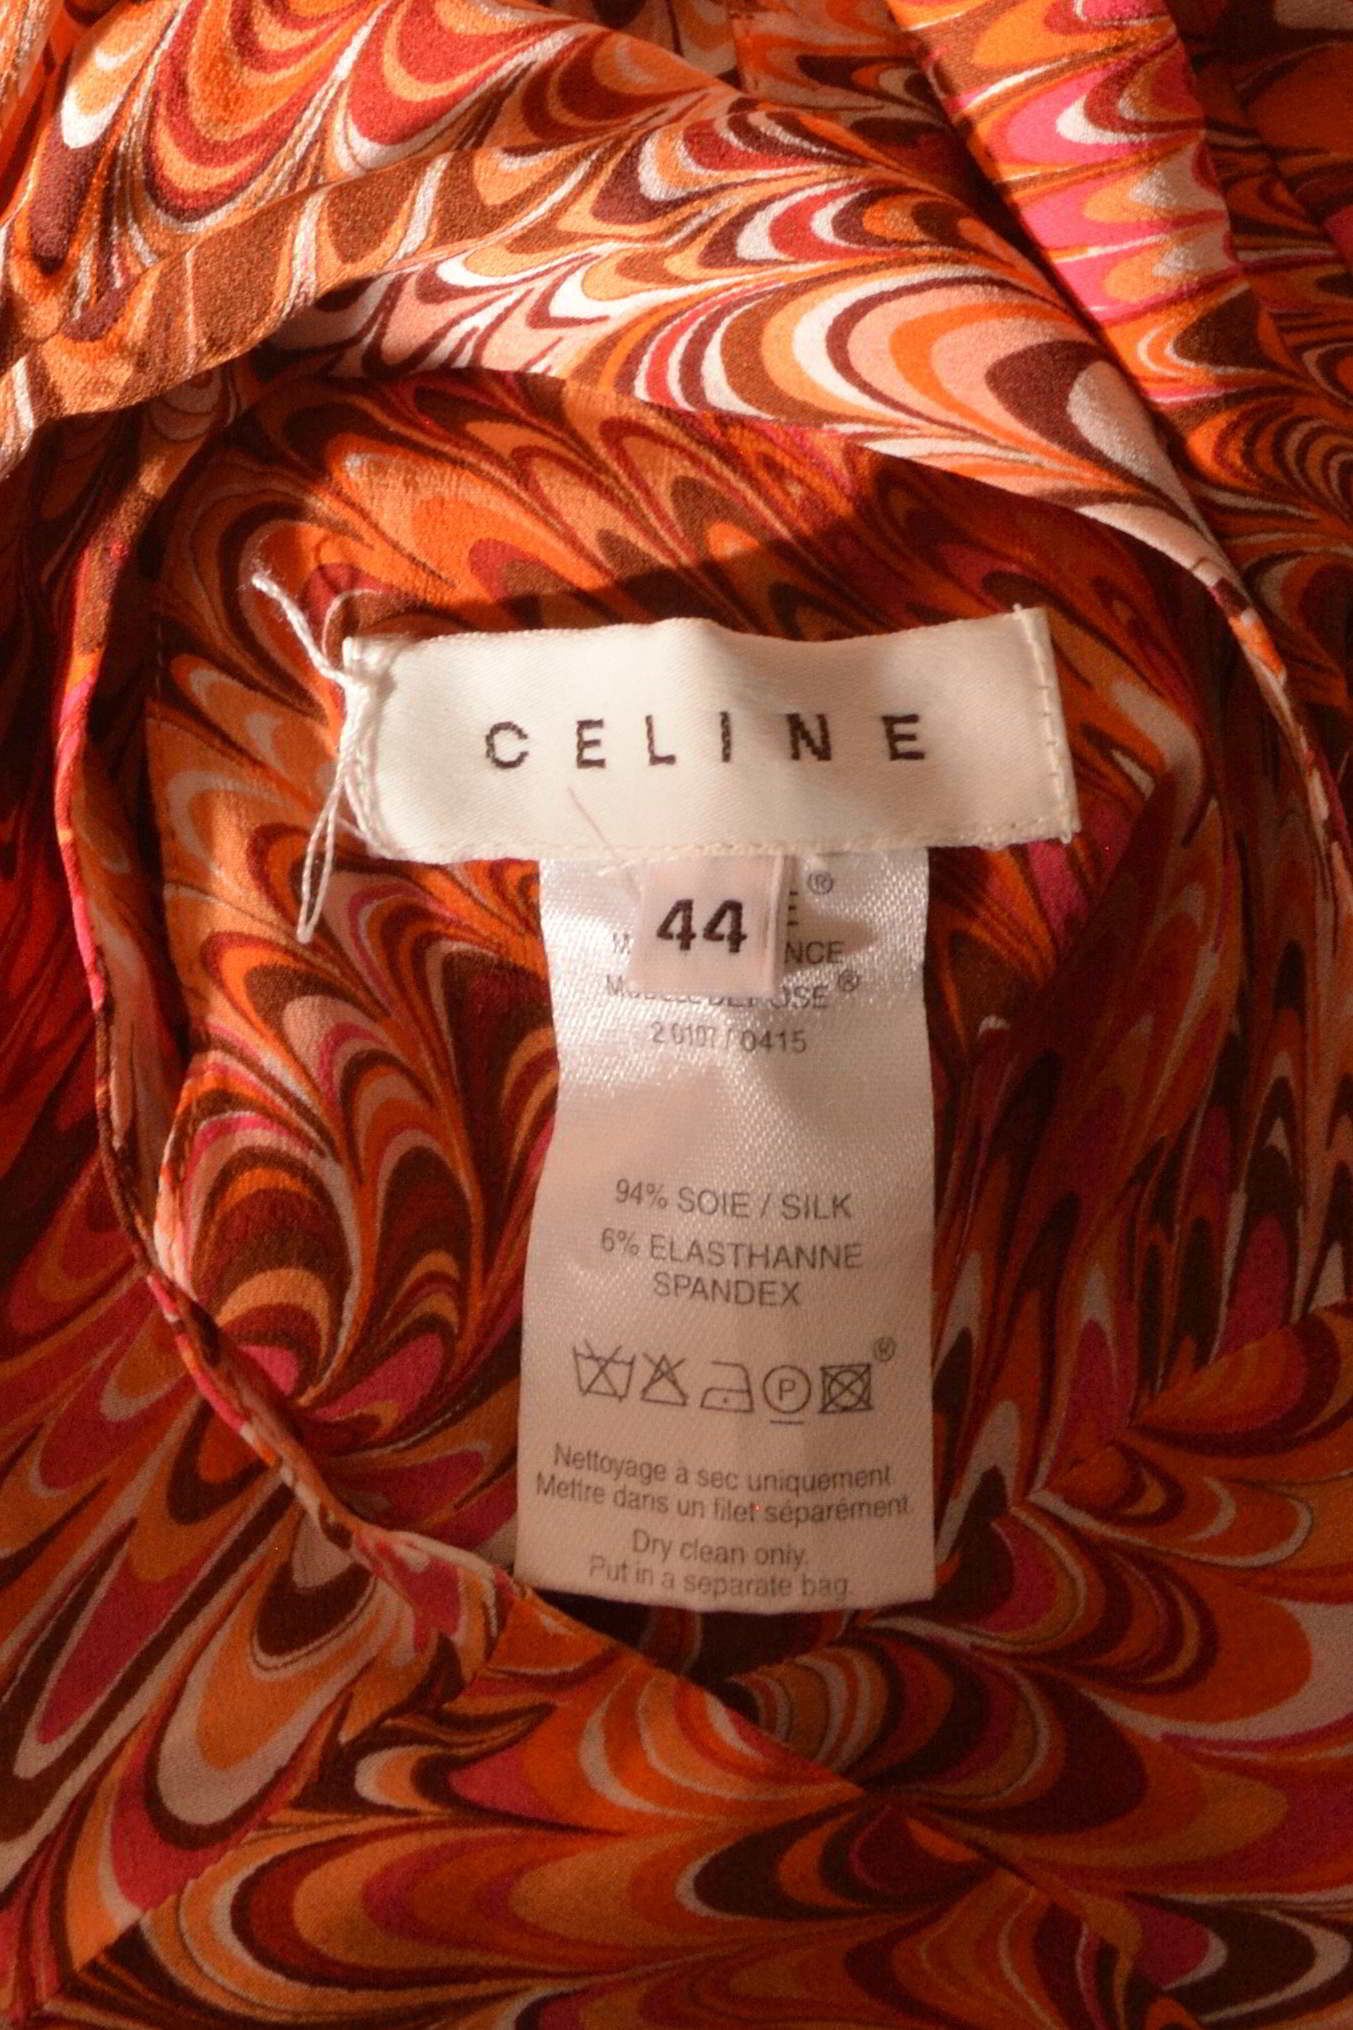 CELINE
44
2 0107 / 0415
94% SOIE / SILK
6% ELASTHANNE
SPANDEX
P
Nettoyage à sec uniquement
Mettre dans un filet séparément.
Dry clean only.
Put in a separate bag.